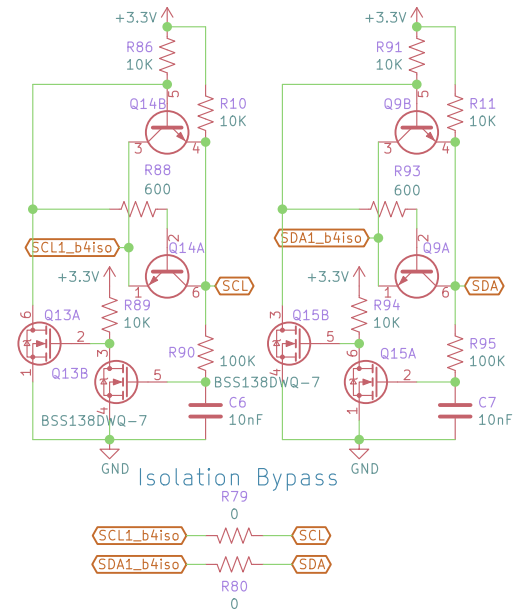 +3.3V +3.3V
R86 R91
10K 10K
5 5
Q14B R10 Q9B R11
10K 10K
3 4 3 4
R88 R93
600 600
2 2
SCL1_b4iso Q14A SDA1_b4iso Q9A
+3.3V 1 6 SCL +3.3V 1 6 SDA
R89 R94
6 Q13A 10K 3 Q15B 10K
2 5
3 R90 100K 6 R95 100K
1 Q13B 5 4 Q15A 2
BSS138DWQ-7
4 C6 1 C7
BSS138DWQ-7 10nF 10nF
GND GND
Isolation Bypass
R79
0
SCL1_b4iso SCL
SDA1_b4iso SDA
R80
0